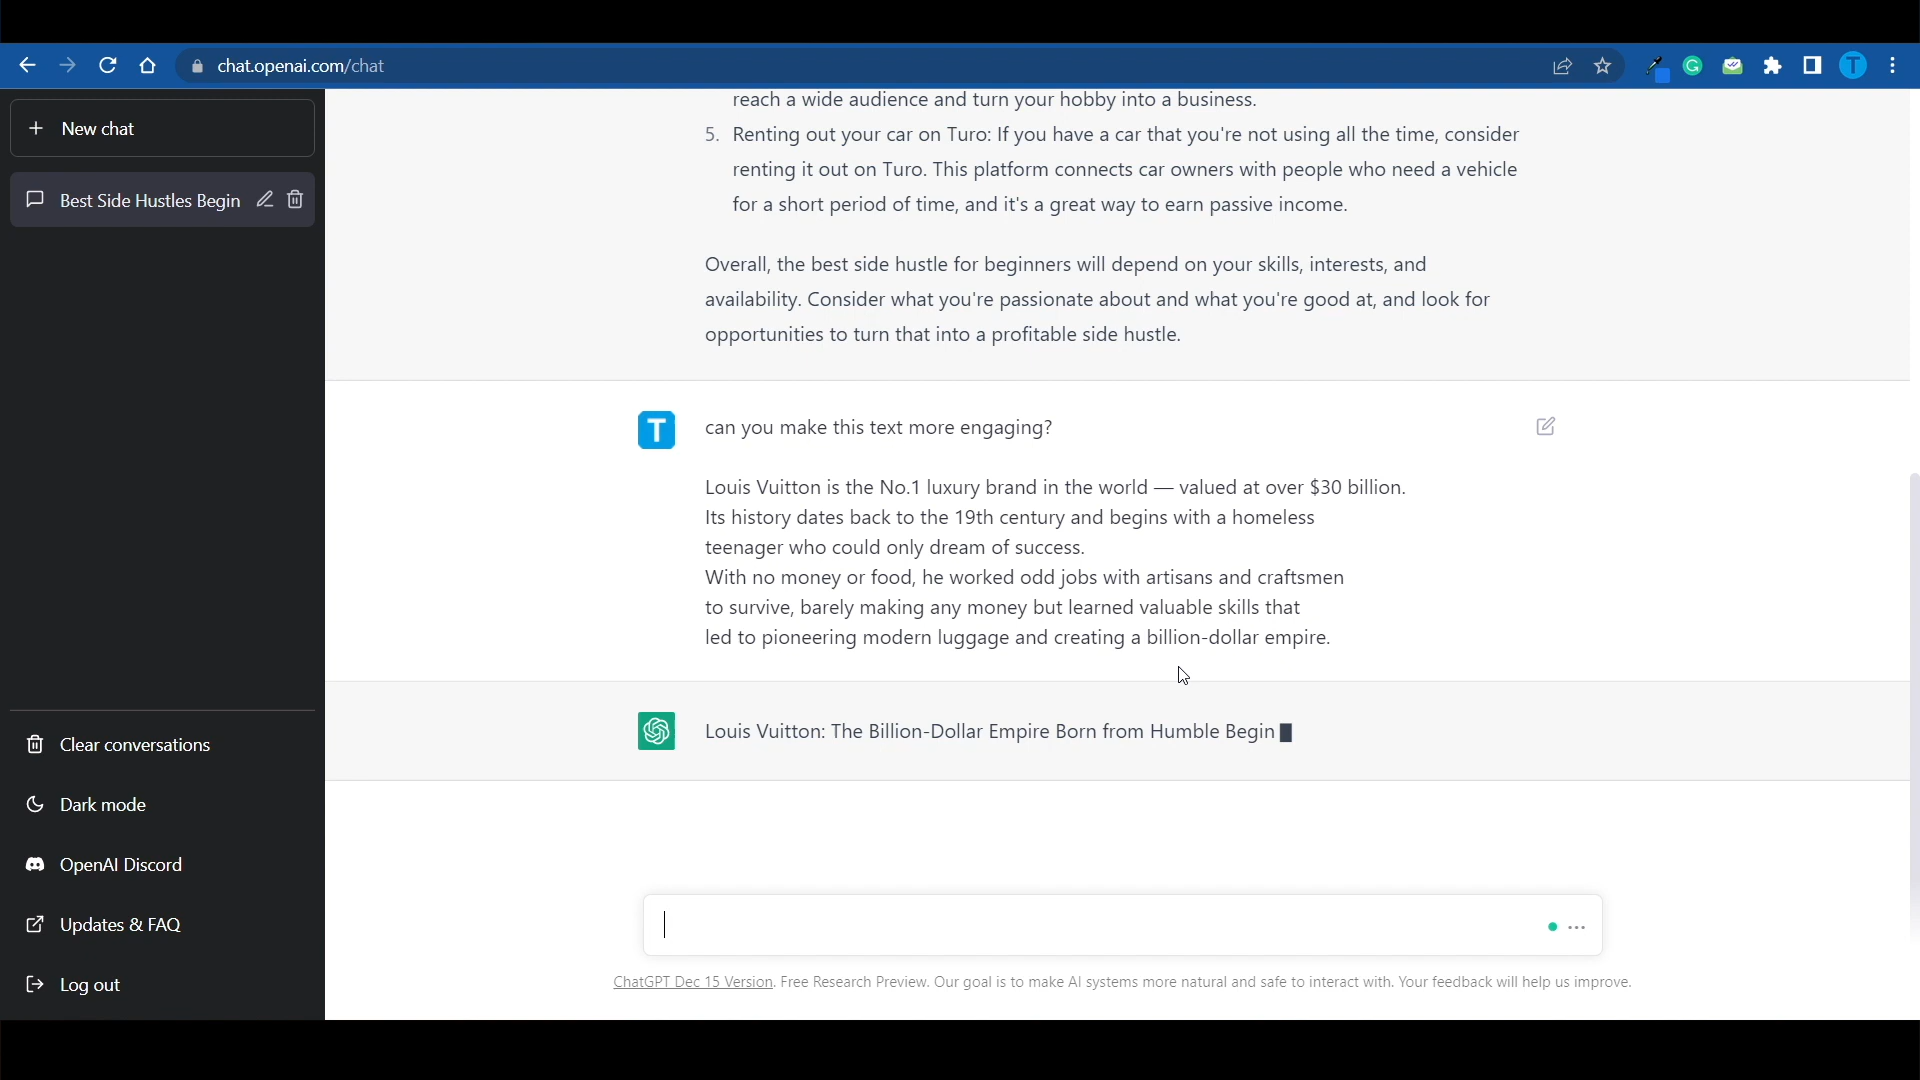 chat.openai.com/chat
T
New chat
Best Side Hustles Begin
reach a wide audience and turn your hobby into a business.
5. Renting out your car on Turo: If you have a car that you're not using all the time, consider
renting it out on Turo. This platform connects car owners with people who need a vehicle
for a short period of time, and it's a great way to earn passive income.
Overall, the best side hustle for beginners will depend on your skills, interests, and
availability. Consider what you're passionate about and what you're good at, and look for
opportunities to turn that into a profitable side hustle.
T can you make this text more engaging?
Louis Vuitton is the No.1 luxury brand in the world — valued at over $30 billion.
Its history dates back to the 19th century and begins with a homeless
teenager who could only dream of success.
With no money or food, he worked odd jobs with artisans and craftsmen
to survive, barely making any money but learned valuable skills that
led to pioneering modern luggage and creating a billion-dollar empire.
Louis Vuitton: The Billion-Dollar Empire Born from Humble Begin
Clear conversations
Dark mode
OpenAI Discord
Updates & FAQ
Log out
ChatGPT Dec 15 Version. Free Research Preview. Our goal is to make AI systems more natural and safe to interact with. Your feedback will help us improve.